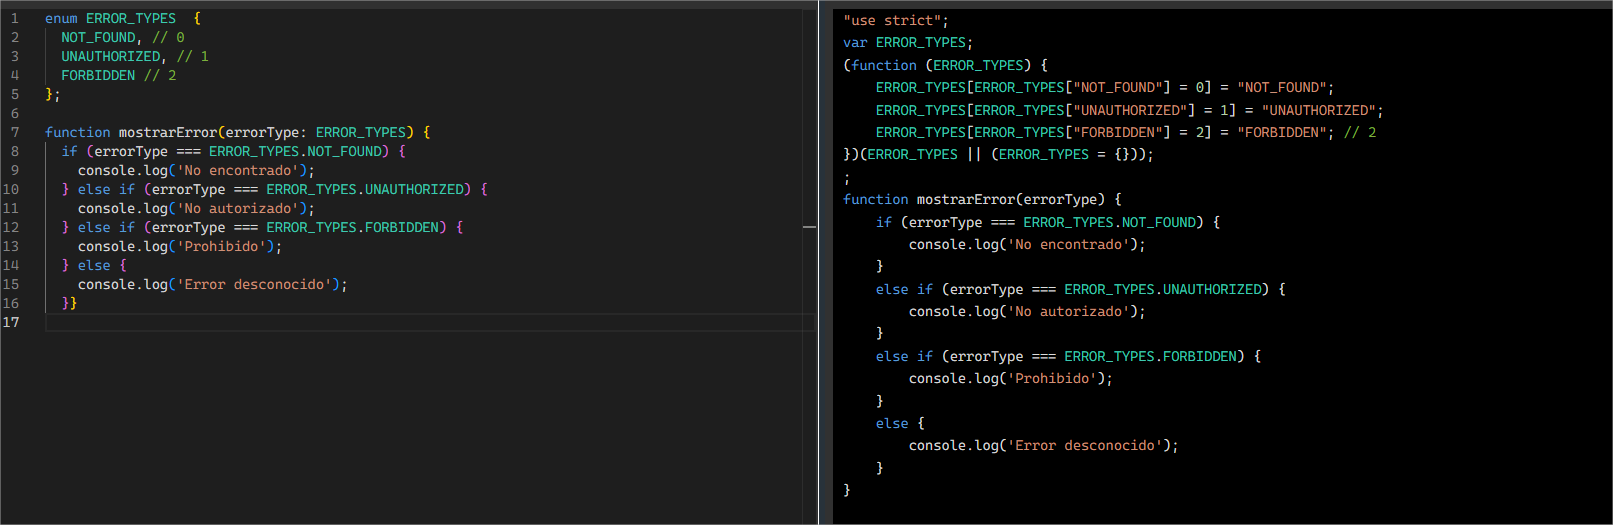 1 enum ERROR_TYPES  {
2   NOT_FOUND, // 0
3   UNAUTHORIZED, // 1
4   FORBIDDEN // 2
5 };
6
7 function mostrarError(errorType: ERROR_TYPES) {
8   if (errorType === ERROR_TYPES.NOT_FOUND) {
9     console.log('No encontrado');
10   } else if (errorType === ERROR_TYPES.UNAUTHORIZED) {
11     console.log('No autorizado');
12   } else if (errorType === ERROR_TYPES.FORBIDDEN) {
13     console.log('Prohibido');
14   } else {
15     console.log('Error desconocido');
16   }}
17
"use strict";
var ERROR_TYPES;
(function (ERROR_TYPES) {
    ERROR_TYPES[ERROR_TYPES["NOT_FOUND"] = 0] = "NOT_FOUND";
    ERROR_TYPES[ERROR_TYPES["UNAUTHORIZED"] = 1] = "UNAUTHORIZED";
    ERROR_TYPES[ERROR_TYPES["FORBIDDEN"] = 2] = "FORBIDDEN"; // 2
})(ERROR_TYPES || (ERROR_TYPES = {}));
;
function mostrarError(errorType) {
    if (errorType === ERROR_TYPES.NOT_FOUND) {
        console.log('No encontrado');
    }
    else if (errorType === ERROR_TYPES.UNAUTHORIZED) {
        console.log('No autorizado');
    }
    else if (errorType === ERROR_TYPES.FORBIDDEN) {
        console.log('Prohibido');
    }
    else {
        console.log('Error desconocido');
    }
}